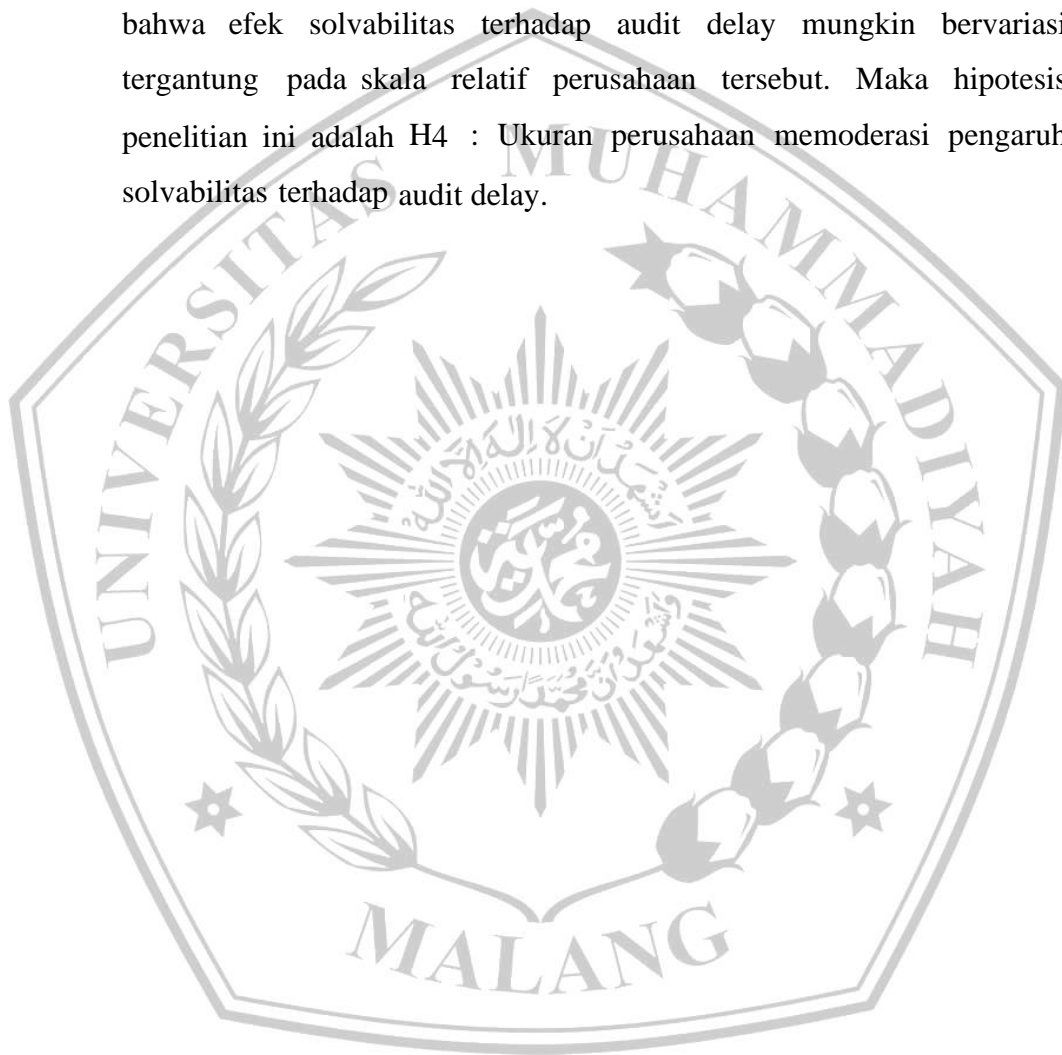 bahwa efek solvabilitas terhadap audit delay mungkin bervariasi
tergantung pada skala relatif perusahaan tersebut. Maka hipotesis
penelitian ini adalah H4 : Ukuran perusahaan memoderasi pengaruh
solvabilitas terhadap audit delay.
UNIVERSITAS MUHAMMADIYAH
MALANG